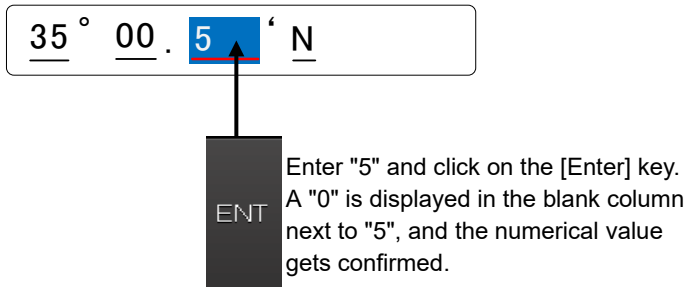 35° 00. 5 ‘ N
ENT
Enter "5" and click on the [Enter] key.
A "0" is displayed in the blank column
next to "5", and the numerical value
gets confirmed.